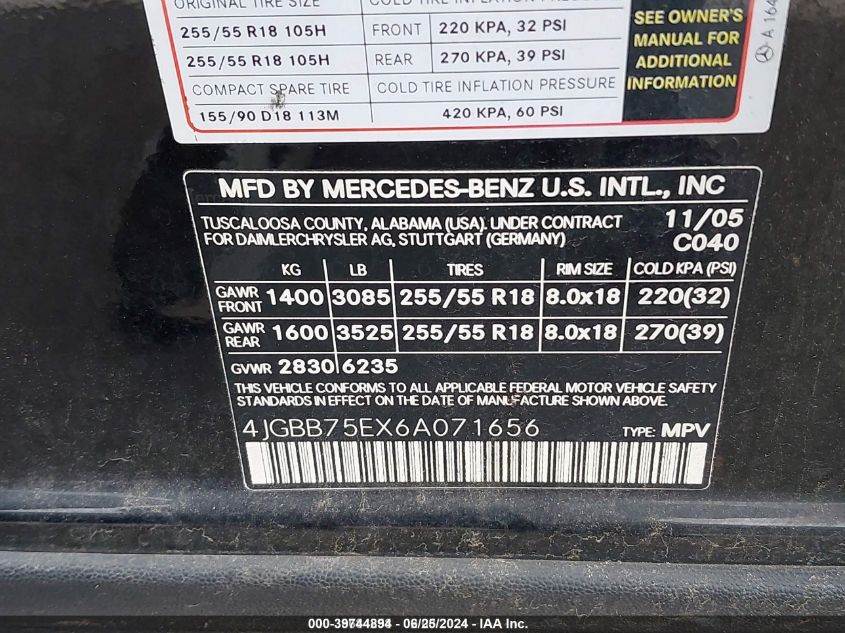 ORIGINAL TIRE SIZE COLD TIRE INFLATION PRESSURE
255/55 R18 105H FRONT 220 KPA, 32 PSI
255/55 R18 105H REAR 270 KPA, 39 PSI
COMPACT SPARE TIRE COLD TIRE INFLATION PRESSURE
155/90 D18 113M 420 KPA, 60 PSI
SEE OWNER'S
MANUAL FOR
ADDITIONAL
INFORMATION
A 164
MFD BY MERCEDES-BENZ U.S. INTL., INC
TUSCALOOSA COUNTY, ALABAMA (USA). UNDER CONTRACT 11/05
FOR DAIMLERCHRYSLER AG, STUTTGART (GERMANY) C040
KG LB TIRES RIM SIZE COLD KPA (PSI)
GAWR FRONT 1400 3085 255/55 R18 8.0x18 220(32)
GAWR REAR 1600 3525 255/55 R18 8.0x18 270(39)
GVWR 2830 6235
THIS VEHICLE CONFORMS TO ALL APPLICABLE FEDERAL MOTOR VEHICLE SAFETY
STANDARDS IN EFFECT ON THE DATE OF MANUFACTURE SHOWN ABOVE.
4JGBB75EX6A071656 TYPE: MPV
000-39744894 - 06/25/2024 - IAA Inc.